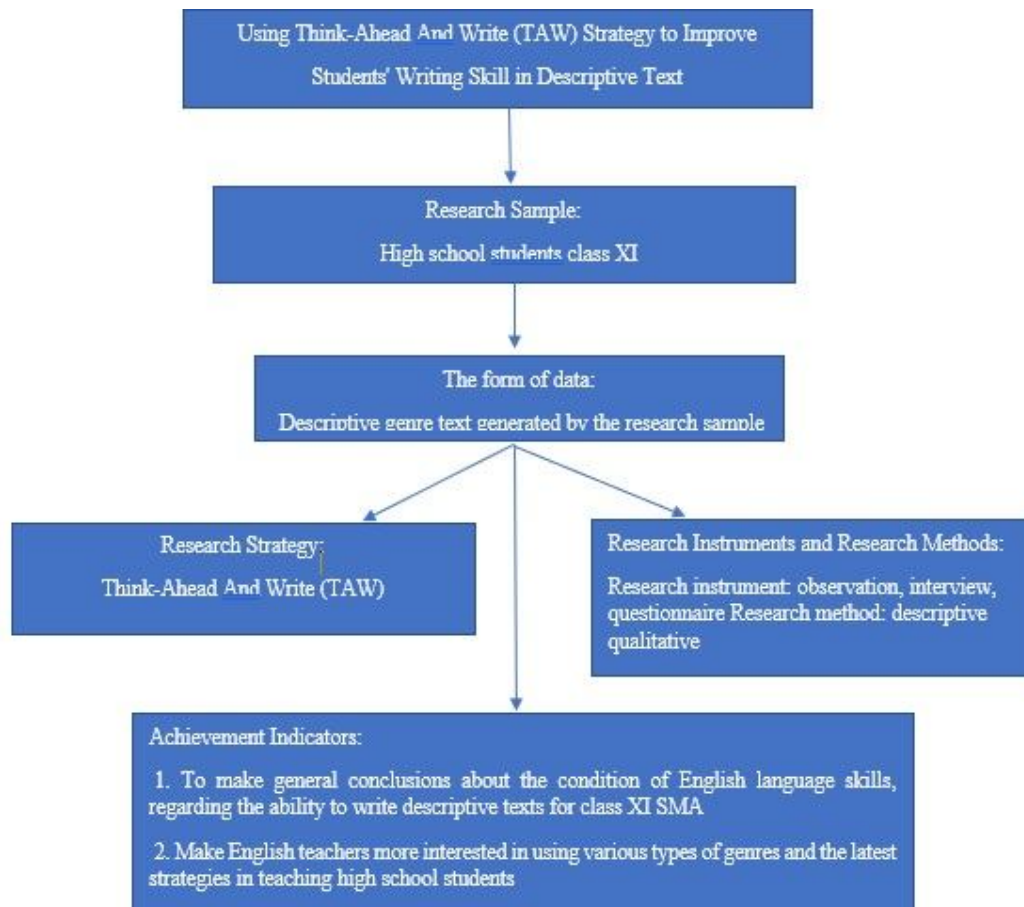 Using Think-Ahead And Write (TAW) Strategy to Improve
Students' Writing Skill in Descriptive Text
Research Sample:
High school students class XI
The form of data:
Descriptive genre text generated by the research sample
Research Strategy:
Think-Ahead And Write (TAW)
Research Instruments and Research Methods:
Research instrument: observation, interview,
questionnaire Research method: descriptive
qualitative
Achievement Indicators:
1. To make general conclusions about the condition of English language skills,
regarding the ability to write descriptive texts for class XI SMA
2. Make English teachers more interested in using various types of genres and the latest
strategies in teaching high school students